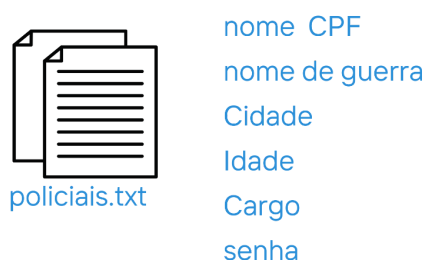 nome CPF
nome de guerra
Cidade
Idade
policiais.txt
Cargo
senha